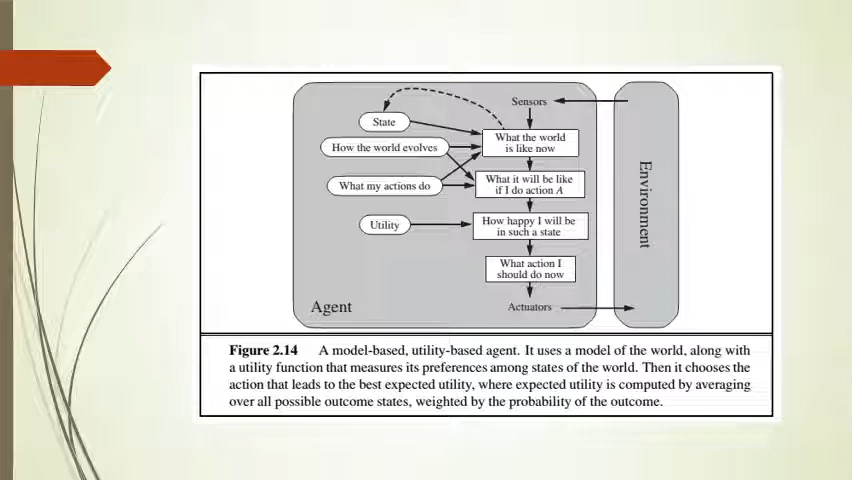 Sensors
State
What the world
is like now
How the world evolves
What it will be like
if I do action A
What my actions do
How happy I will be
in such a state
Utility
What action I
should do now
Agent
Actuators
Environment
Figure 2.14 A model-based, utility-based agent. It uses a model of the world, along with
a utility function that measures its preferences among states of the world. Then it chooses the
action that leads to the best expected utility, where expected utility is computed by averaging
over all possible outcome states, weighted by the probability of the outcome.